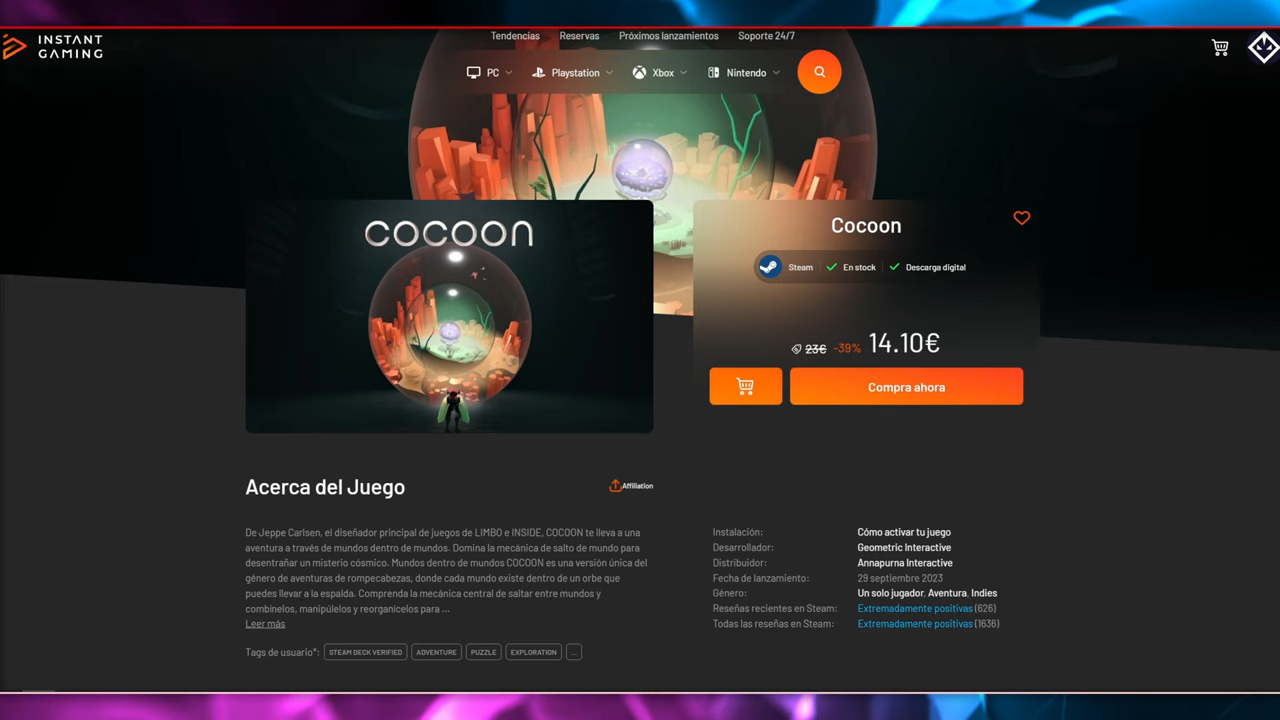 INSTANT
GAMING
Tendencias Reservas Próximos lanzamientos Soporte 24/7
PC Playstation Xbox Nintendo
COCOON
Cocoon
Steam En stock Descarga digital
23€ -39% 14.10€
Compra ahora
Acerca del Juego
Affiliation
De Jeppe Carlsen, el diseñador principal de juegos de LIMBO e INSIDE, COCOON te lleva a una
aventura a través de mundos dentro de mundos. Domina la mecánica de salto de mundo para
desentrañar un misterio cósmico. Mundos dentro de mundos COCOON es una versión única del
género de aventuras de rompecabezas, donde cada mundo existe dentro de un orbe que
puedes llevar a la espalda. Comprenda la mecánica central de saltar entre mundos y
combínelos, manipúlelos y reorganícelos para ...
Leer más
Tags de usuario*: STEAM DECK VERIFIED ADVENTURE PUZZLE EXPLORATION ...
Instalación: Cómo activar tu juego
Desarrollador: Geometric Interactive
Distribuidor: Annapurna Interactive
Fecha de lanzamiento: 29 septiembre 2023
Género: Un solo jugador, Aventura, Indies
Reseñas recientes en Steam: Extremadamente positivas (626)
Todas las reseñas en Steam: Extremadamente positivas (1636)